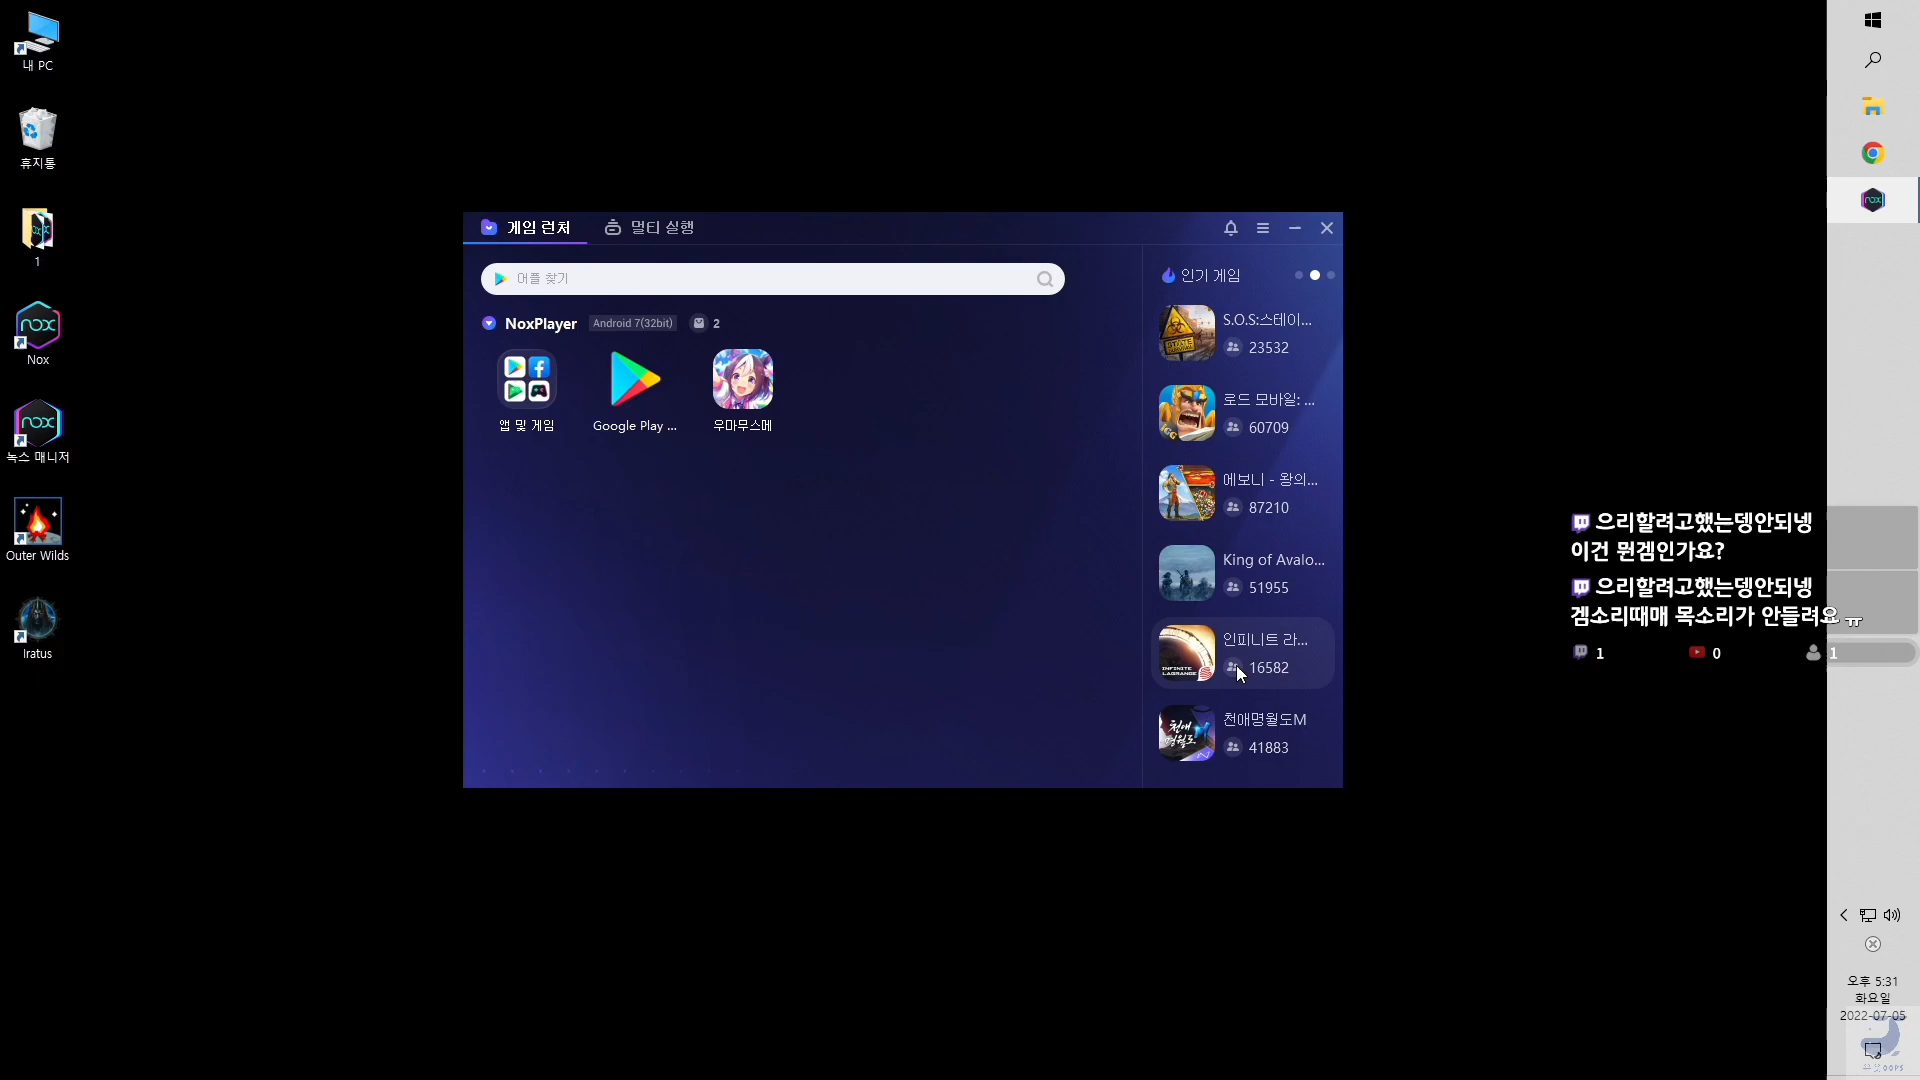 내 PC
휴지통
1
Nox
녹스 매니저
Outer Wilds
Iratus
게임 런처
멀티 실행
어플 찾기
NoxPlayer Android 7(32bit) 2
앱 및 게임
Google Play ...
우마무스메
인기 게임
S.O.S:스테이...
23532
로드 모바일: ...
60709
에보니 - 왕의...
87210
King of Avalo...
51955
INFINITE
LAGRANGE
인피니트 라...
16582
천애
명월도
천애명월도M
41883
으리할려고했는뎅안되넹
이건 뭔겜인가요?
으리할려고했는뎅안되넹
겜소리때매 목소리가 안들려요 ㅠ
1
0
1
오후 5:31
화요일
2022-07-05